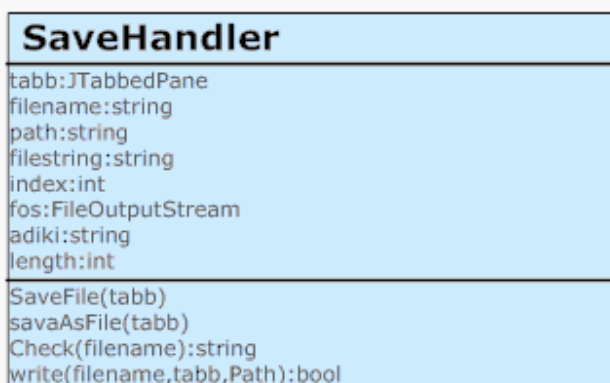 SaveHandler
tabb:JTabbedPane
filename:string
path:string
filestring:string
index:int
fos:FileOutputStream
adiki:string
length:int
SaveFile(tabb)
savaAsFile(tabb)
Check(filename):string
write(filename,tabb,Path):bool